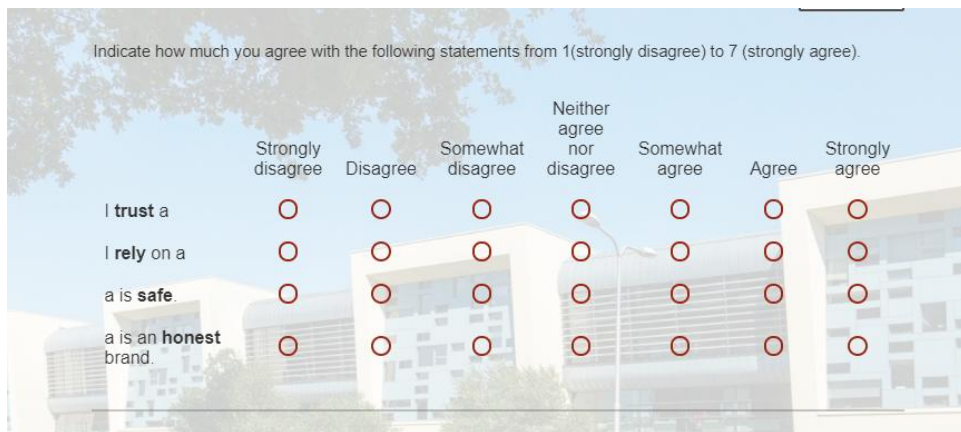 Indicate how much you agree with the following statements from 1(strongly disagree) to 7 (strongly agree).
Strongly disagree
Disagree
Somewhat disagree
Neither agree nor disagree
Somewhat agree
Agree
Strongly agree
I trust a
I rely on a
a is safe.
a is an honest
brand.